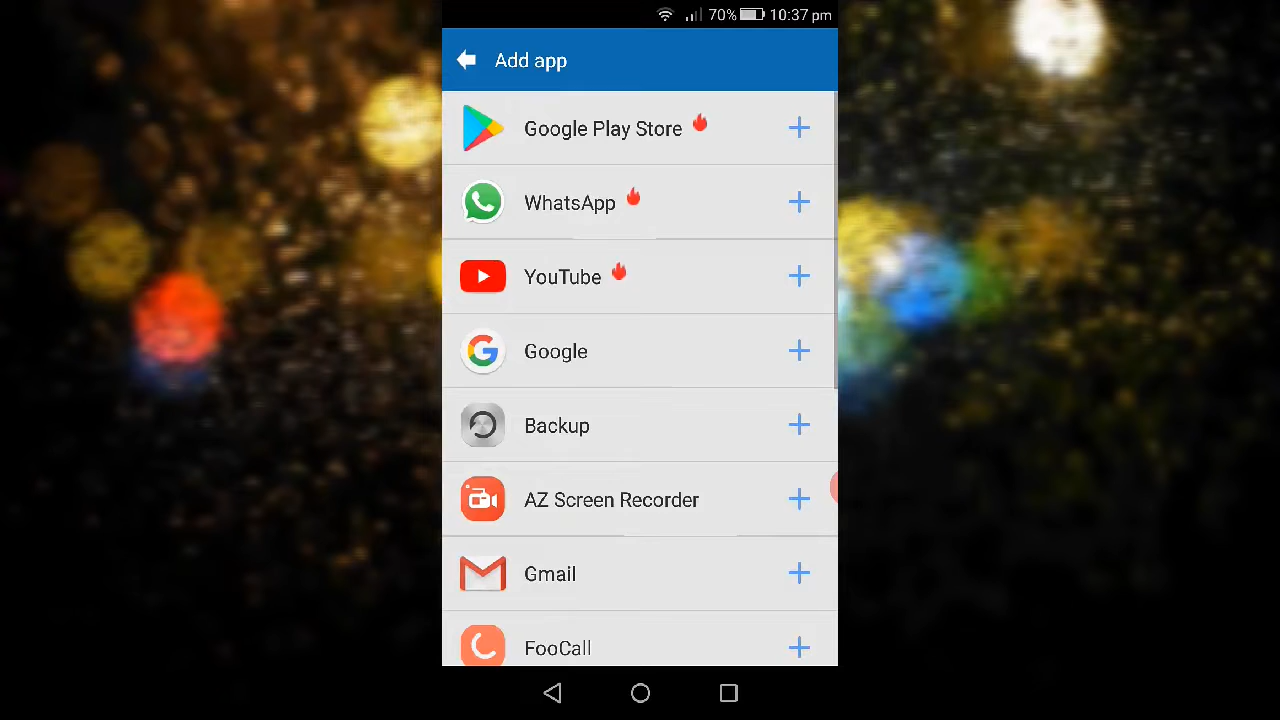 70% 10:37 pm
Add app
Google Play Store
WhatsApp
YouTube
Google
Backup
AZ Screen Recorder
Gmail
FooCall